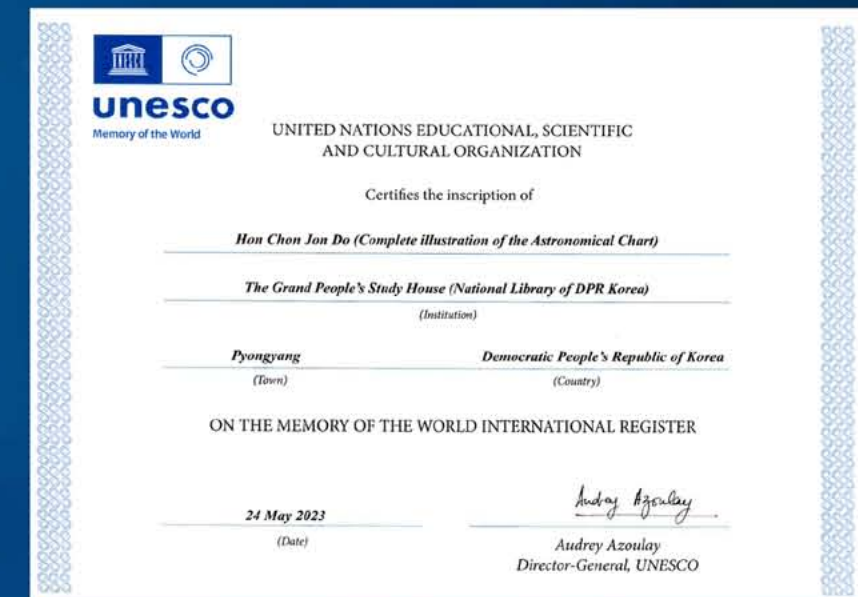 unesco
Memory of the World
UNITED NATIONS EDUCATIONAL, SCIENTIFIC
AND CULTURAL ORGANIZATION
Certifies the inscription of
Hon Chon Jon Do (Complete illustration of the Astronomical Chart)
The Grand People's Study House (National Library of DPR Korea)
(Institution)
Pyongyang Democratic People's Republic of Korea
(Town) (Country)
ON THE MEMORY OF THE WORLD INTERNATIONAL REGISTER
Audrey Azoulay
24 May 2023
(Date)
Audrey Azoulay
Director-General, UNESCO